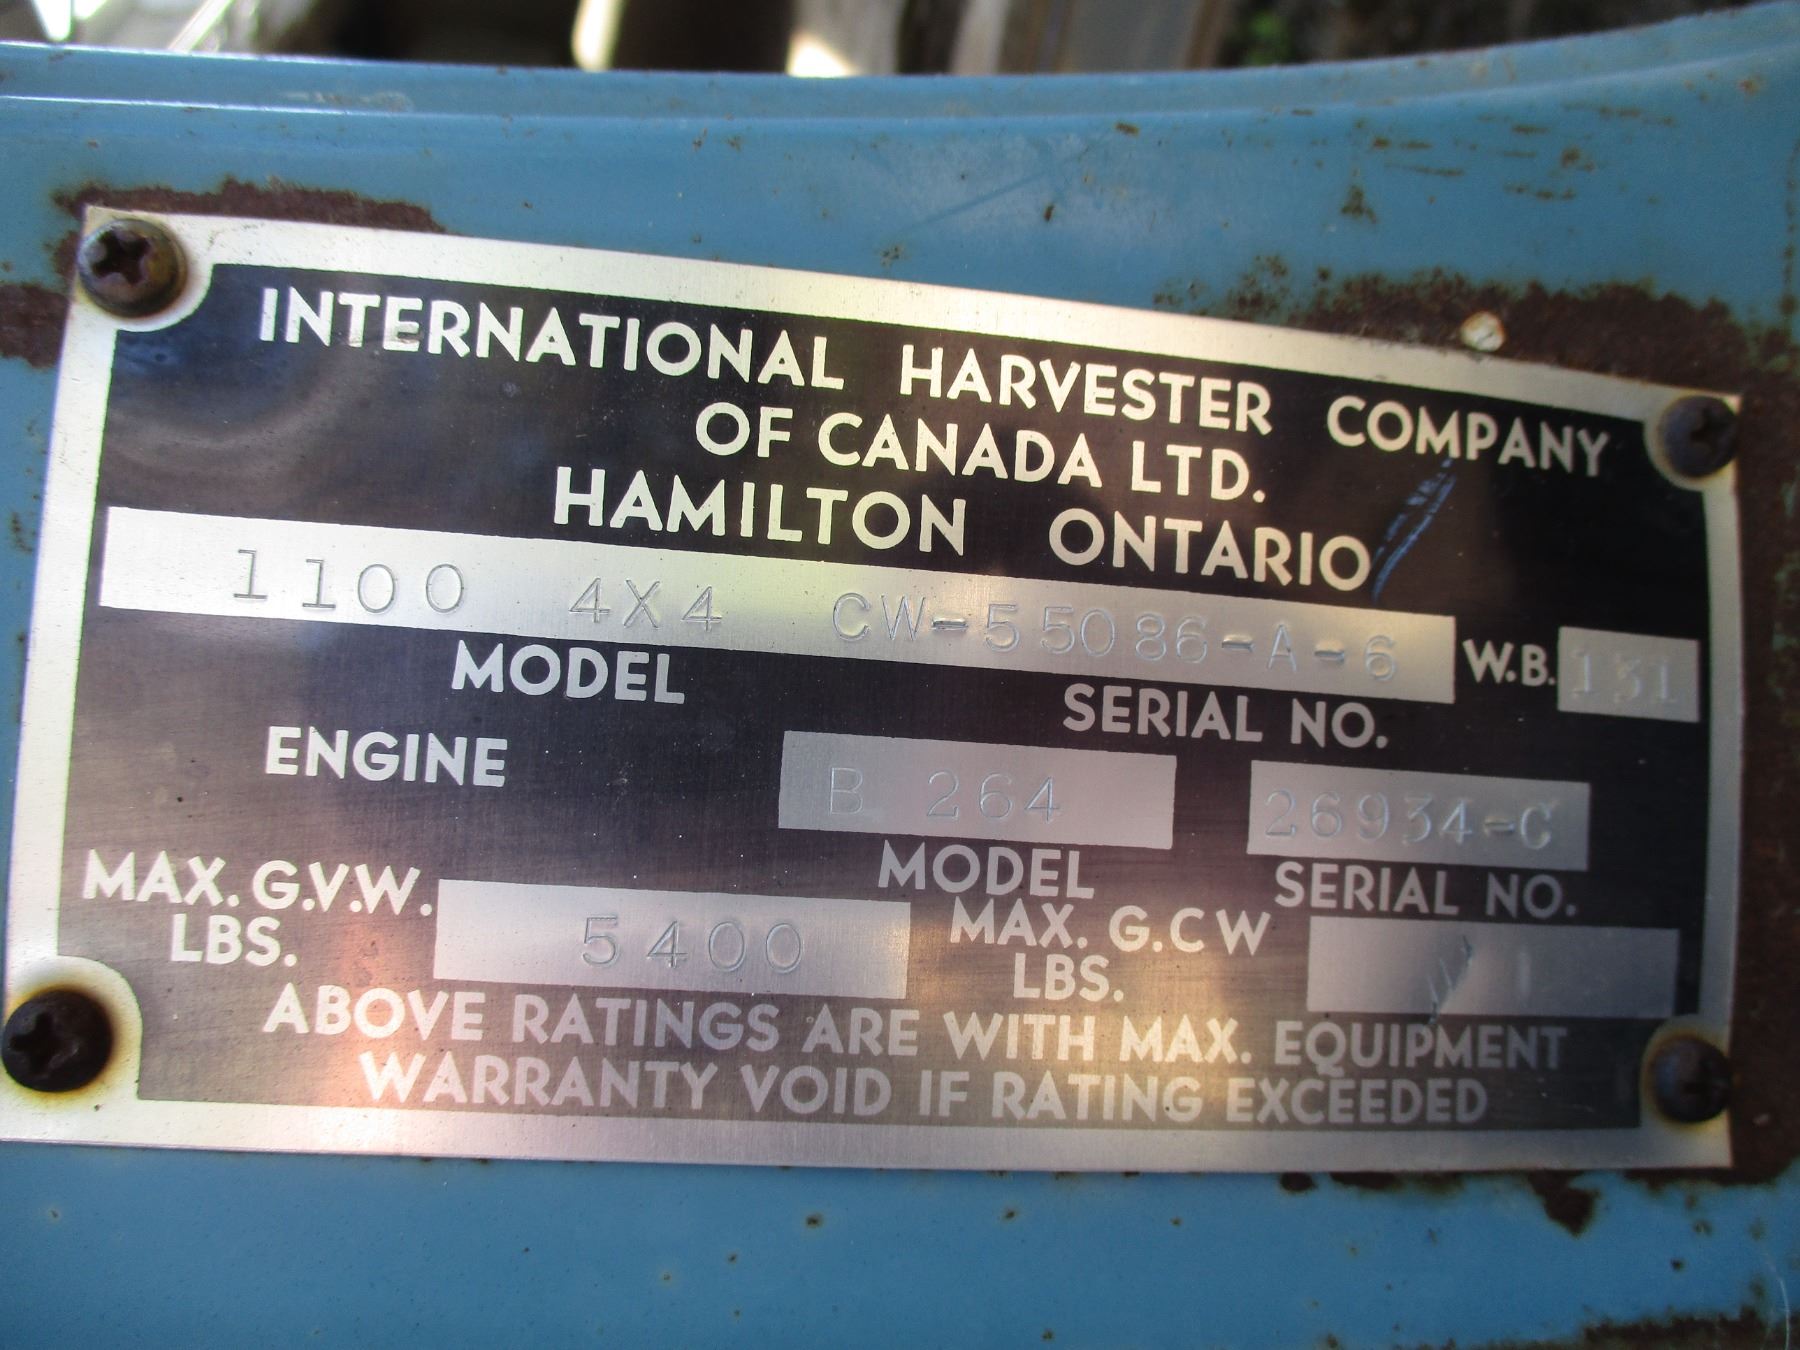 INTERNATIONAL HARVESTER COMPANY
OF CANADA LTD.
HAMILTON ONTARIO
1100 4X4 CW-55086-A-6 W.B. 131
MODEL SERIAL NO.
ENGINE B 264 26934-C
MODEL SERIAL NO.
MAX. G.V.W. LBS. 5400 MAX. G.C W LBS.
ABOVE RATINGS ARE WITH MAX. EQUIPMENT
WARRANTY VOID IF RATING EXCEEDED